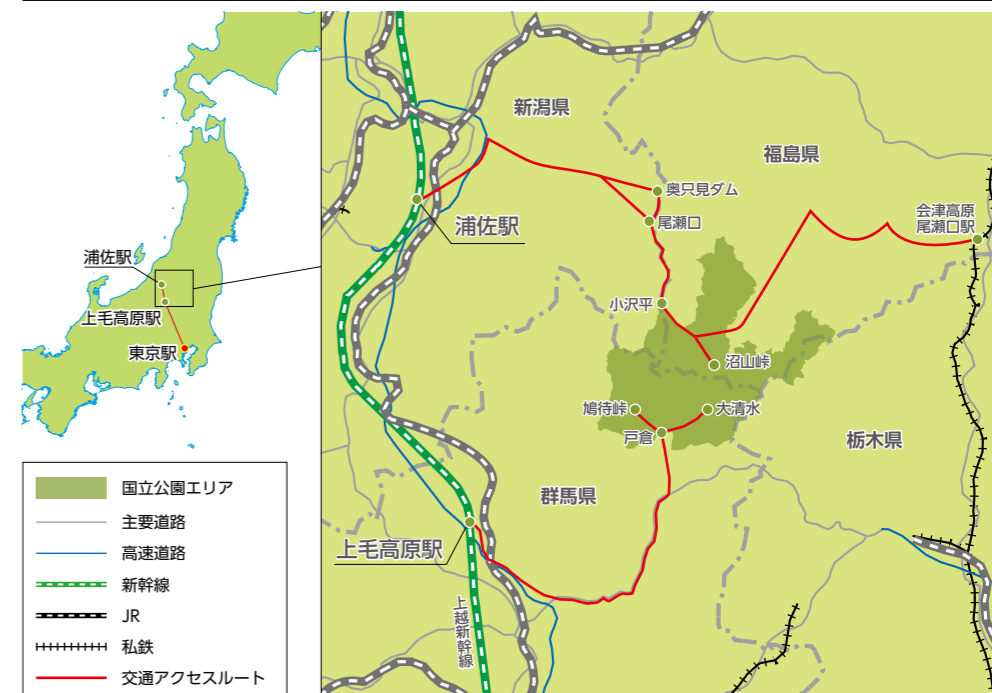 浦佐駅
上毛高原駅
東京駅
国立公園エリア
主要道路
高速道路
新幹線
JR
私鉄
交通アクセスルート
新潟県
福島県
奥只見ダム
尾瀬口
会津高原
尾瀬口駅
浦佐駅
小沢平
沼山峠
鳩待峠
大清水
戸倉
栃木県
群馬県
上毛高原駅
上越新幹線